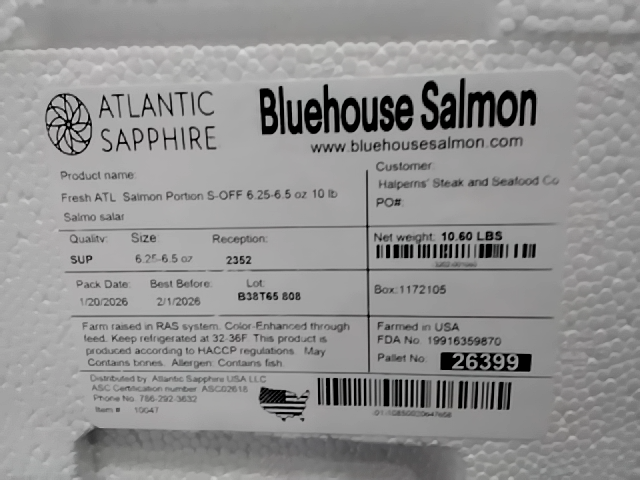 ATLANTIC
SAPPHIRE
Bluehouse Salmon
www.bluehousesalmon.com
Product name:
Fresh ATL Salmon Portion S-OFF 6.25-6.5 oz 10 lb
Salmo salar
Customer:
Halperns' Steak and Seafood Co
PO#:
Quality: Size: Reception:
SUP 6.25-6.5 oz 2352
Net weight: 10.60 LBS
Pack Date: Best Before: Lot:
1/20/2026 2/1/2026 B38T65 808
Box:1172105
Farm raised in RAS system. Color-Enhanced through
feed. Keep refrigerated at 32-36F. This product is
produced according to HACCP regulations. May
Contains bones. Allergen: Contains fish.
Farmed in USA
FDA No. 19916359870
Pallet No. 26399
Distributed by: Atlantic Sapphire USA LLC
ASC Certification number: ASC02618
Phone No. 786-292-3632
Item # 10047